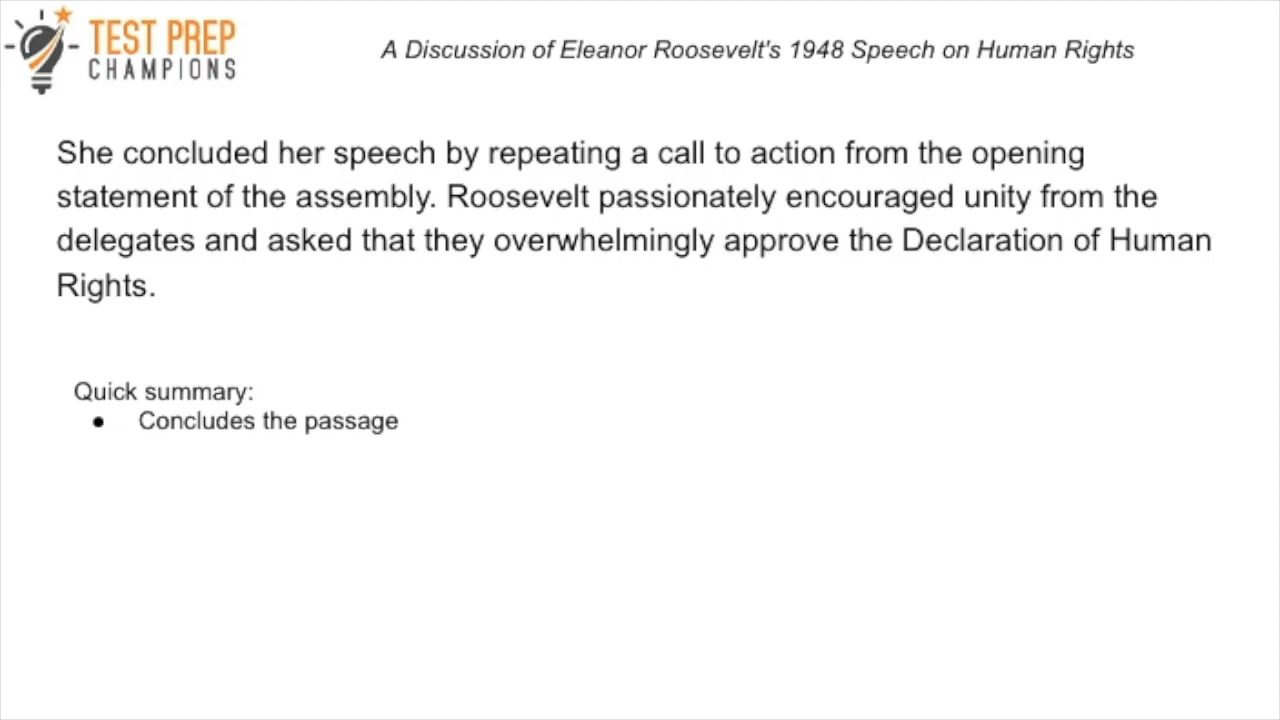 TEST PREP
CHAMPIONS
A Discussion of Eleanor Roosevelt's 1948 Speech on Human Rights
She concluded her speech by repeating a call to action from the opening
statement of the assembly. Roosevelt passionately encouraged unity from the
delegates and asked that they overwhelmingly approve the Declaration of Human
Rights.
Quick summary:
● Concludes the passage